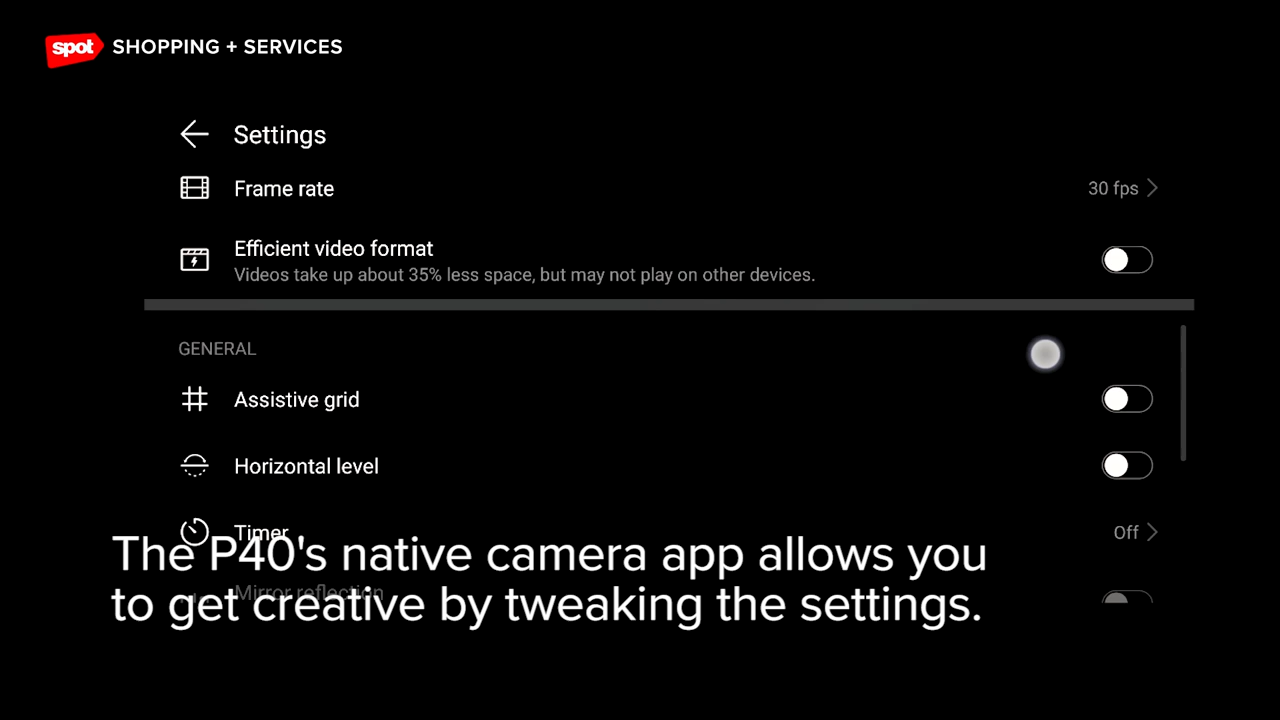 spot SHOPPING + SERVICES
Settings
Frame rate 30 fps
Efficient video format
Videos take up about 35% less space, but may not play on other devices.
GENERAL
Assistive grid
Horizontal level
Timer Off
The P40's native camera app allows you
Mirror reflection
to get creative by tweaking the settings.